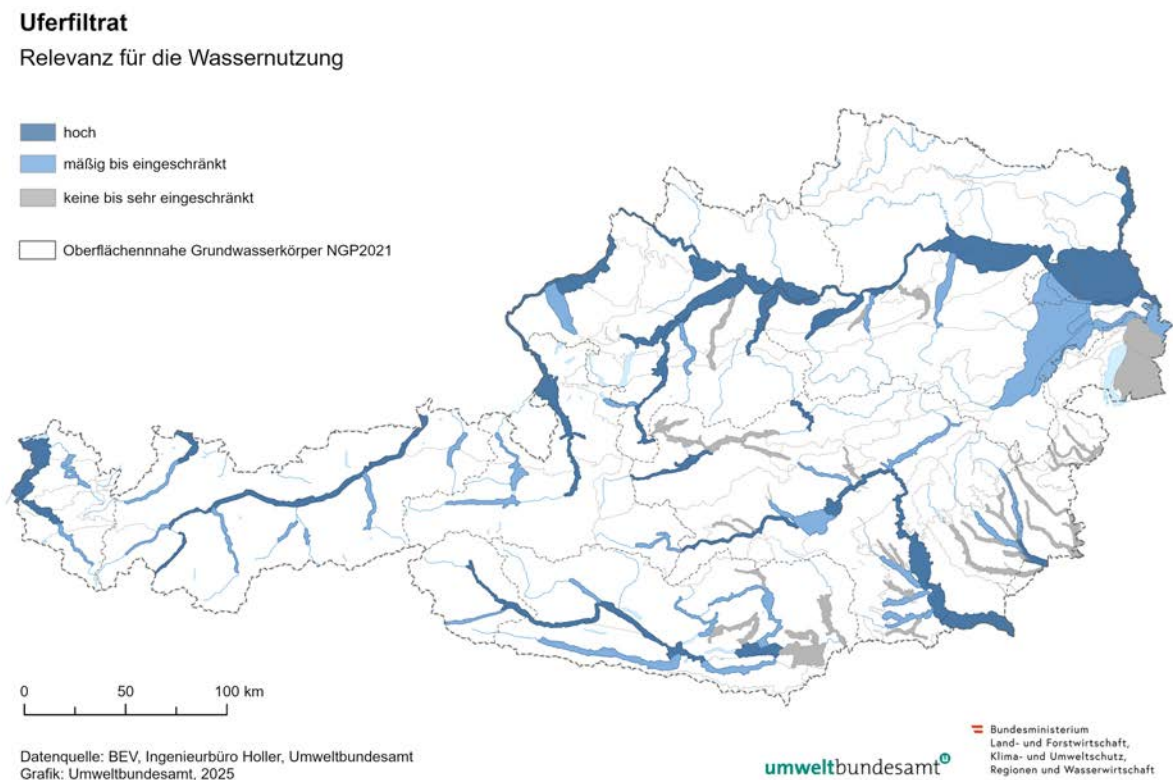 Uferfiltrat
Relevanz für die Wassernutzung
hoch
mäßig bis eingeschränkt
keine bis sehr eingeschränkt
Oberflächennnahe Grundwasserkörper NGP2021
0 50 100 km
Datenquelle: BEV, Ingenieurbüro Holler, Umweltbundesamt
Grafik: Umweltbundesamt, 2025
umweltbundesamt
u
Bundesministerium
Land- und Forstwirtschaft,
Klima- und Umweltschutz,
Regionen und Wasserwirtschaft